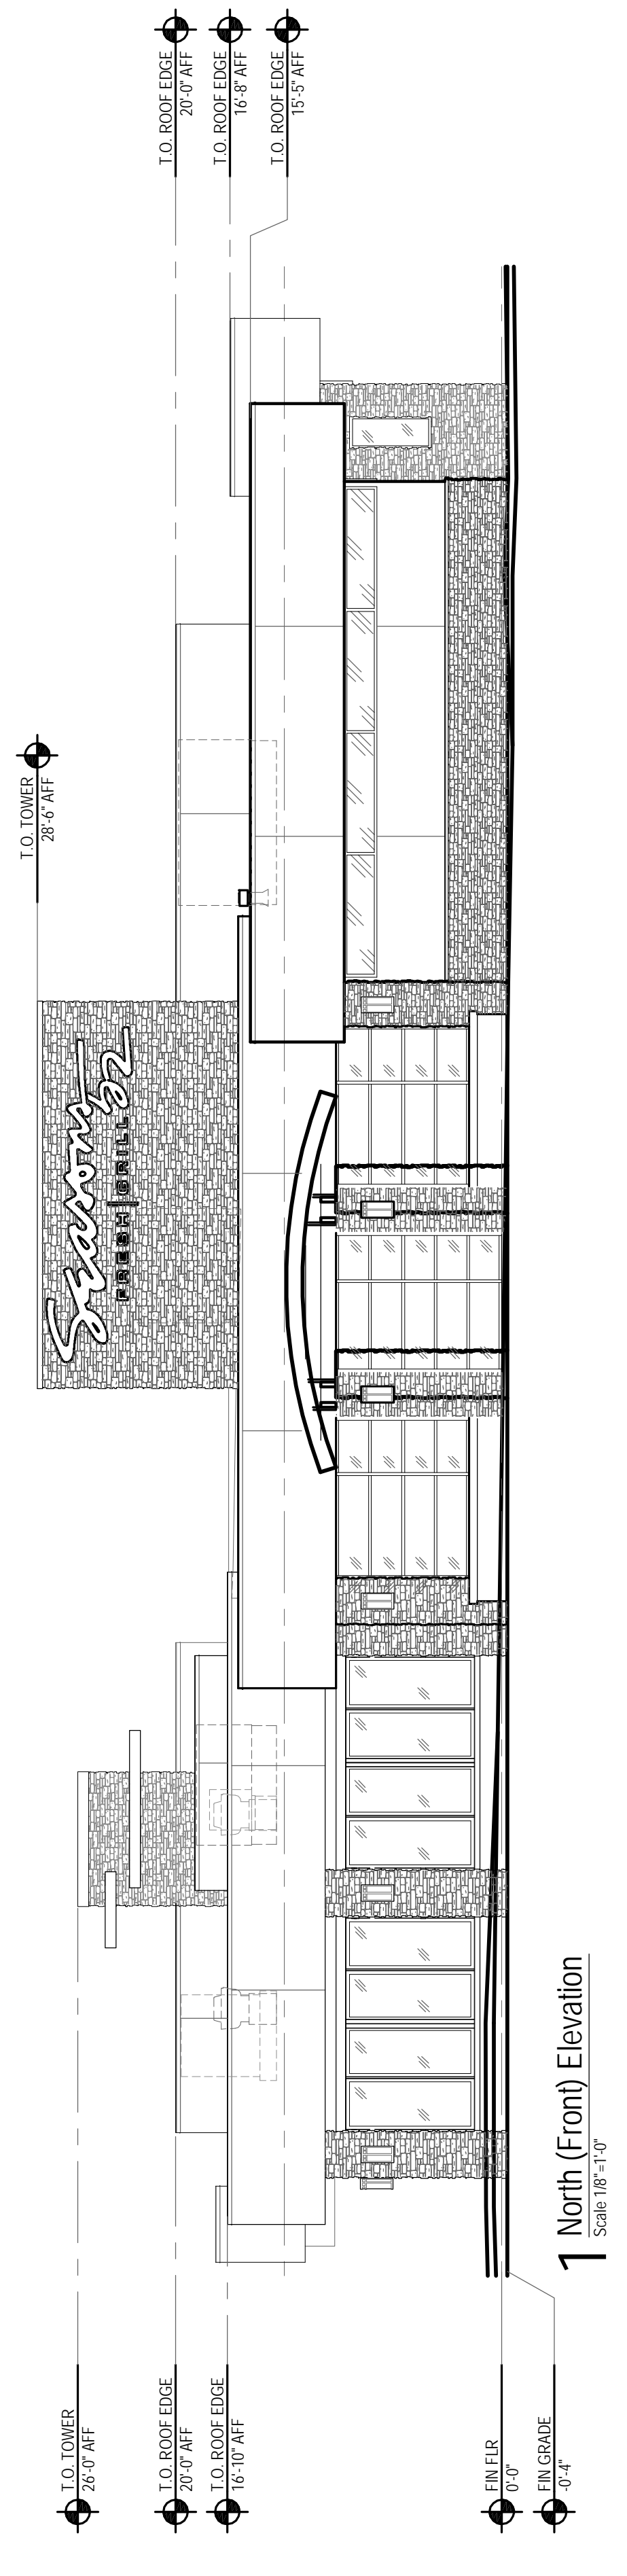 T.O. TOWER
28'-6" AFF
T.O. ROOF EDGE
20'-0" AFF
T.O. ROOF EDGE
16'-8" AFF
T.O. ROOF EDGE
15'-5" AFF
Seasons 52
FRESH GRILL
T.O. TOWER
26'-0" AFF
T.O. ROOF EDGE
20'-0" AFF
T.O. ROOF EDGE
16'-10" AFF
FIN FLR
0'-0"
FIN GRADE
-0'-4"
1 North (Front) Elevation
Scale 1/8"=1'-0"